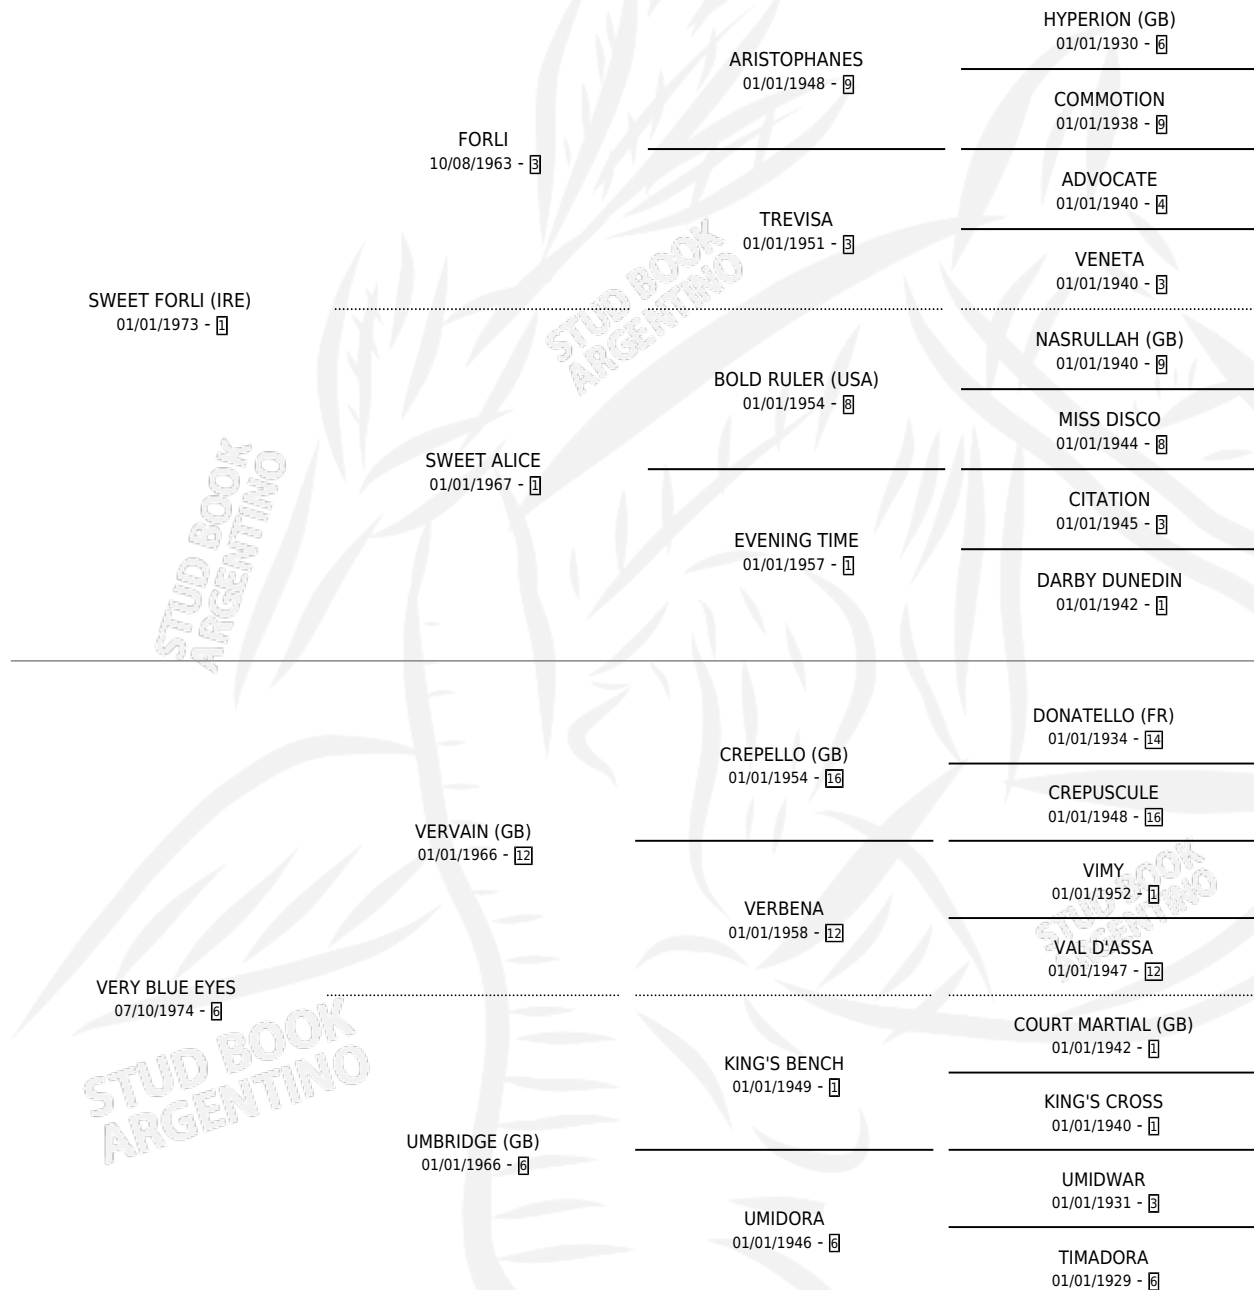 HYPERION (GB)
01/01/1930 - 6
ARISTOPHANES
01/01/1948 - 9
COMMOTION
01/01/1938 - 9
FORLI
10/08/1963 - 3
ADVOCATE
01/01/1940 - 4
TREVISA
01/01/1951 - 3
VENETA
01/01/1940 - 3
SWEET FORLI (IRE)
01/01/1973 - 1
NASRULLAH (GB)
01/01/1940 - 9
BOLD RULER (USA)
01/01/1954 - 8
MISS DISCO
01/01/1944 - 8
SWEET ALICE
01/01/1967 - 1
CITATION
01/01/1945 - 3
EVENING TIME
01/01/1957 - 1
DARBY DUNEDIN
01/01/1942 - 1
DONATELLO (FR)
01/01/1934 - 14
CREPELLO (GB)
01/01/1954 - 16
CREPUSCULE
01/01/1948 - 16
VERVAIN (GB)
01/01/1966 - 12
VIMY
01/01/1952 - 1
VERBENA
01/01/1958 - 12
VAL D'ASSA
01/01/1947 - 12
VERY BLUE EYES
07/10/1974 - 6
COURT MARTIAL (GB)
01/01/1942 - 1
KING'S BENCH
01/01/1949 - 1
KING'S CROSS
01/01/1940 - 1
UMBRIDGE (GB)
01/01/1966 - 6
UMIDWAR
01/01/1931 - 3
UMIDORA
01/01/1946 - 6
TIMADORA
01/01/1929 - 6
STUD BOOK
ARGENTINO
STUD BOOK
ARGENTINO
STUD BOOK
ARGENTINO
STUD BOOK
ARGENTINO